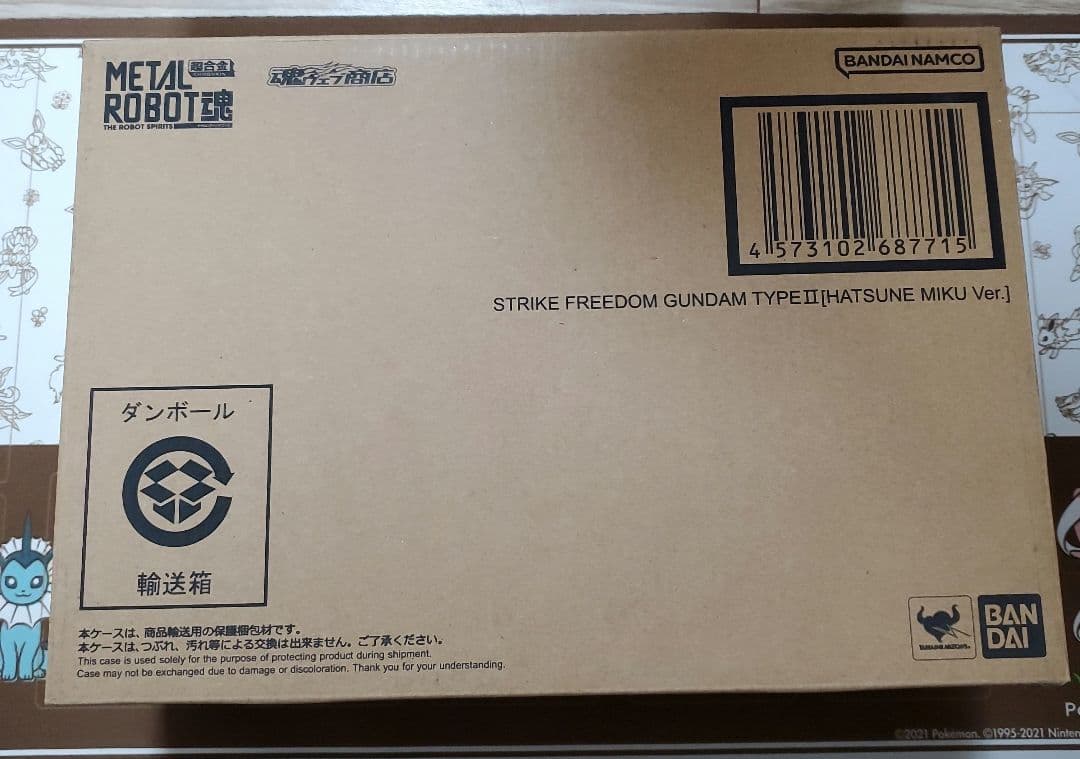 METAL 超合金
ROBOT魂
THE ROBOT SPIRITS
魂ウェブ商店
BANDAI NAMCO
4 573102 687715
STRIKE FREEDOM GUNDAM TYPEⅡ[HATSUNE MIKU Ver.]
ダンボール
輸送箱
本ケースは、商品輸送用の保護梱包材です。
本ケースは、つぶれ、汚れ等による交換は出来ません。ご了承ください。
This case is used solely for the purpose of protecting product during shipment.
Case may not be exchanged due to damage or discoloration. Thank you for your understanding.
TAMASHII NATIONS
BAN
DAI
©2021 Pokémon. ©1995-2021 Ninten